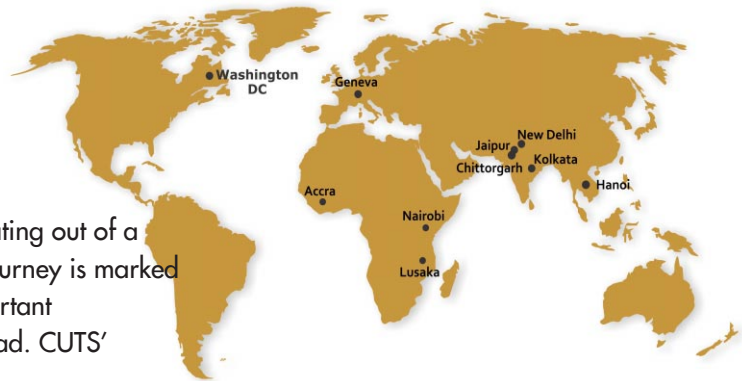 Washington
DC
Geneva
New Delhi
Jaipur
Chittorgarh
Kolkata
Hanoi
Accra
Nairobi
Lusaka
ting out of a
urney is marked
rtant
ad. CUTS’